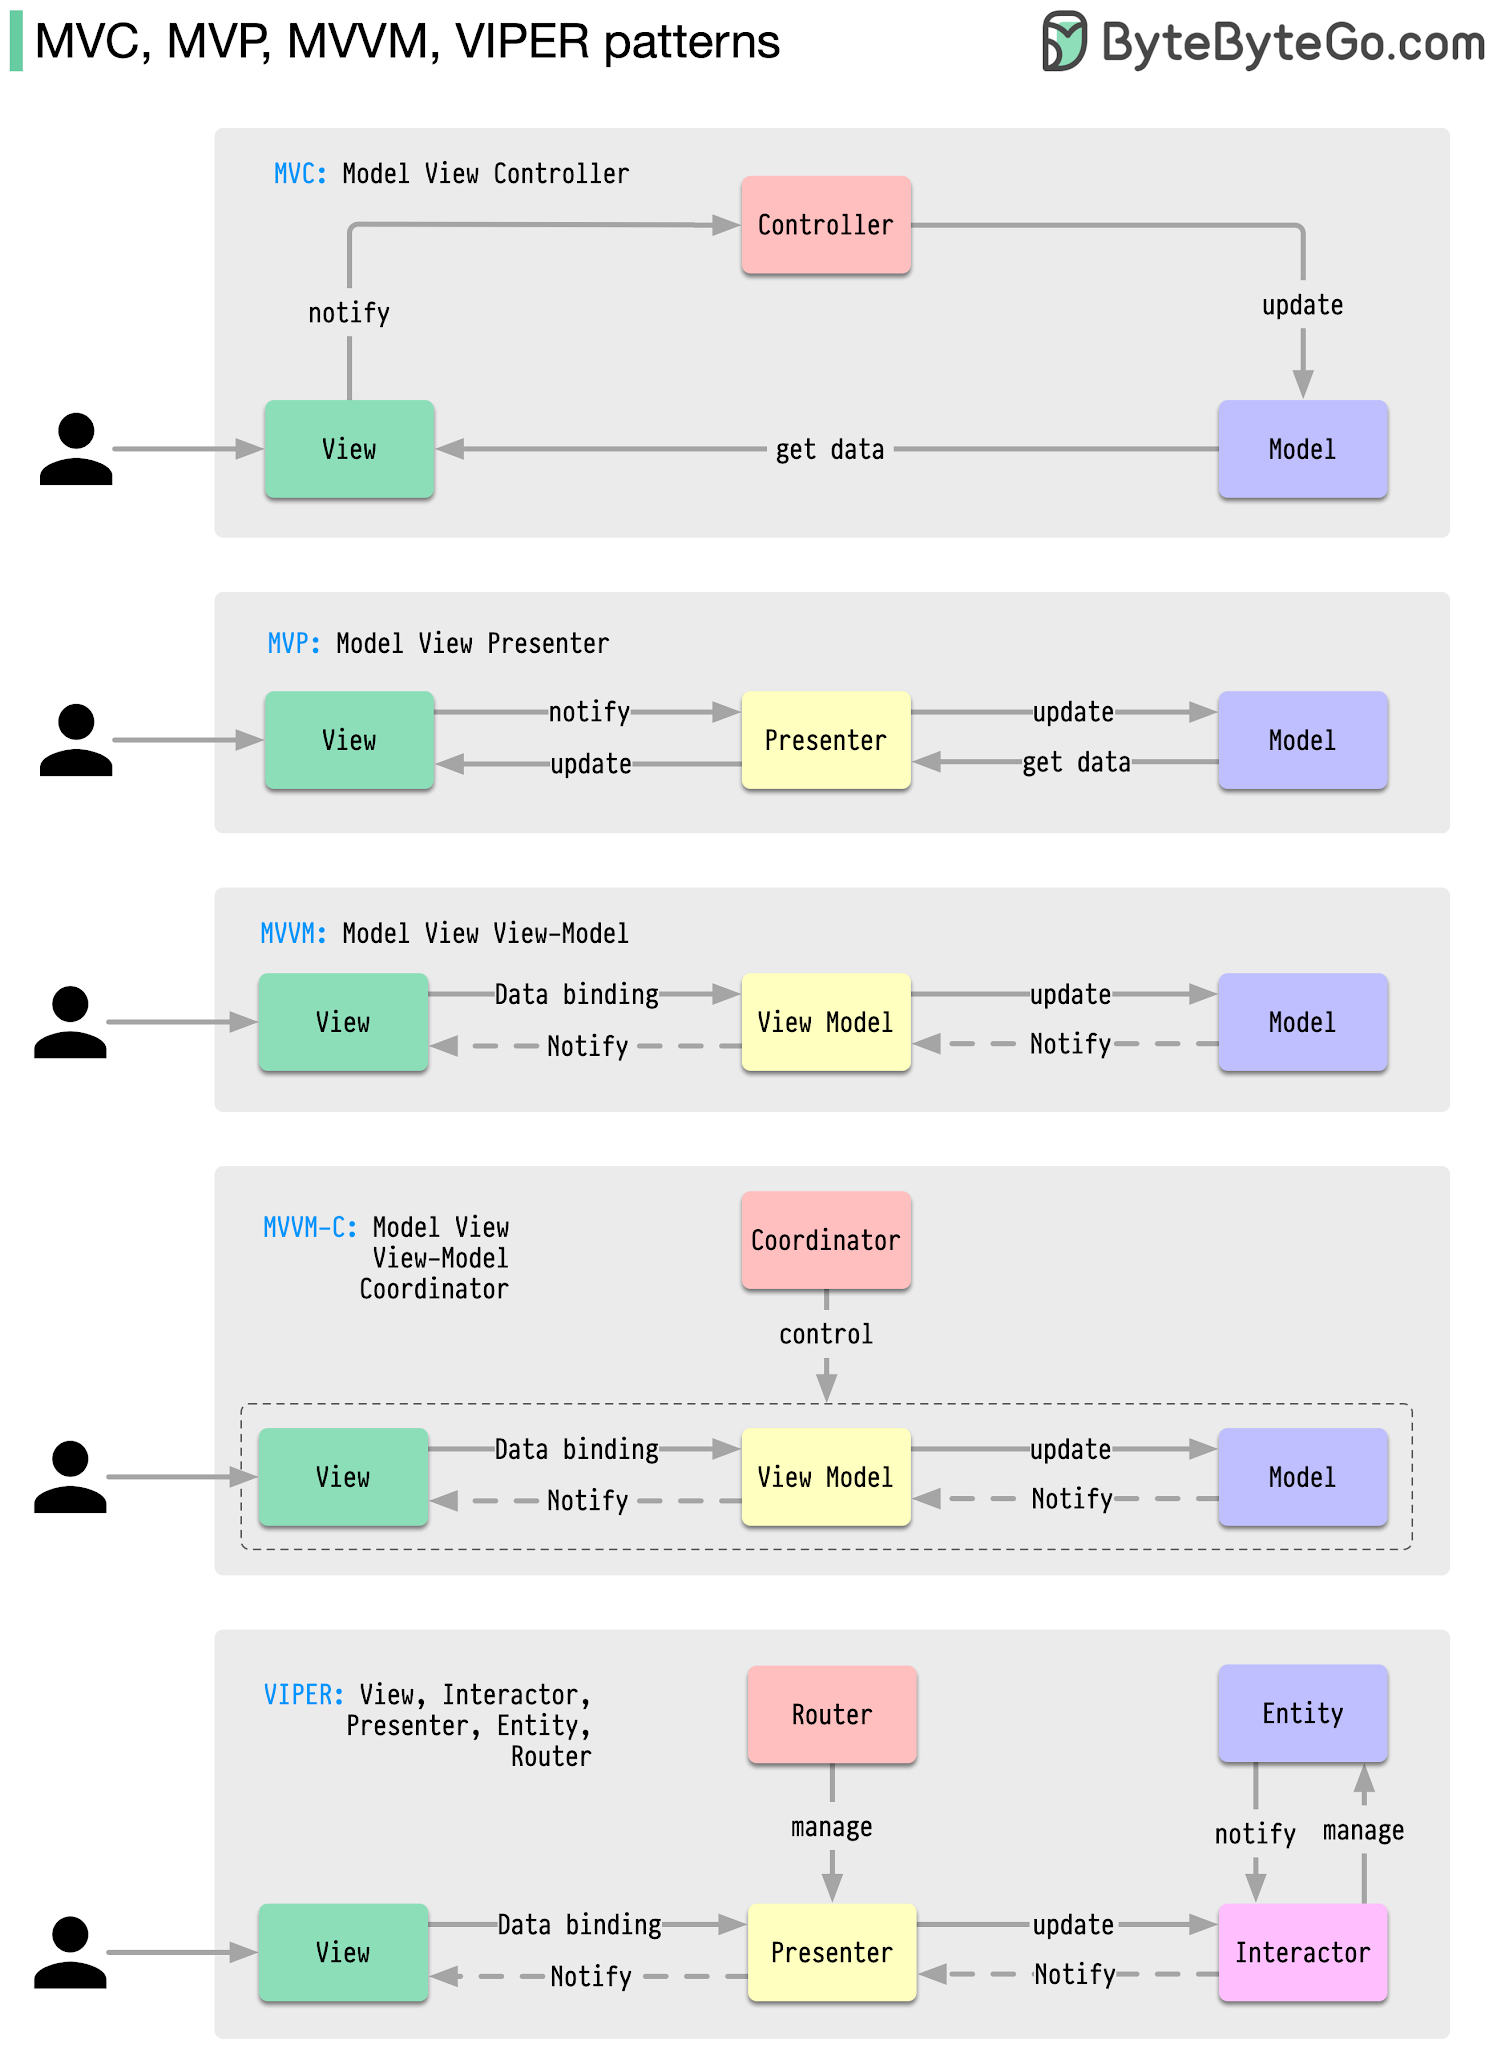 MVC, MVP, MVVM, VIPER patterns
ByteByteGo.com
MVC: Model View Controller
Controller
notify
update
View
get data
Model
MVP: Model View Presenter
View
notify
update
Presenter
update
get data
Model
MVVM: Model View View-Model
View
Data binding
Notify
View Model
update
Notify
Model
MVVM-C: Model View
View-Model
Coordinator
Coordinator
control
View
Data binding
Notify
View Model
update
Notify
Model
VIPER: View, Interactor,
Presenter, Entity,
Router
Router
Entity
manage
notify
manage
View
Data binding
Notify
Presenter
update
Notify
Interactor